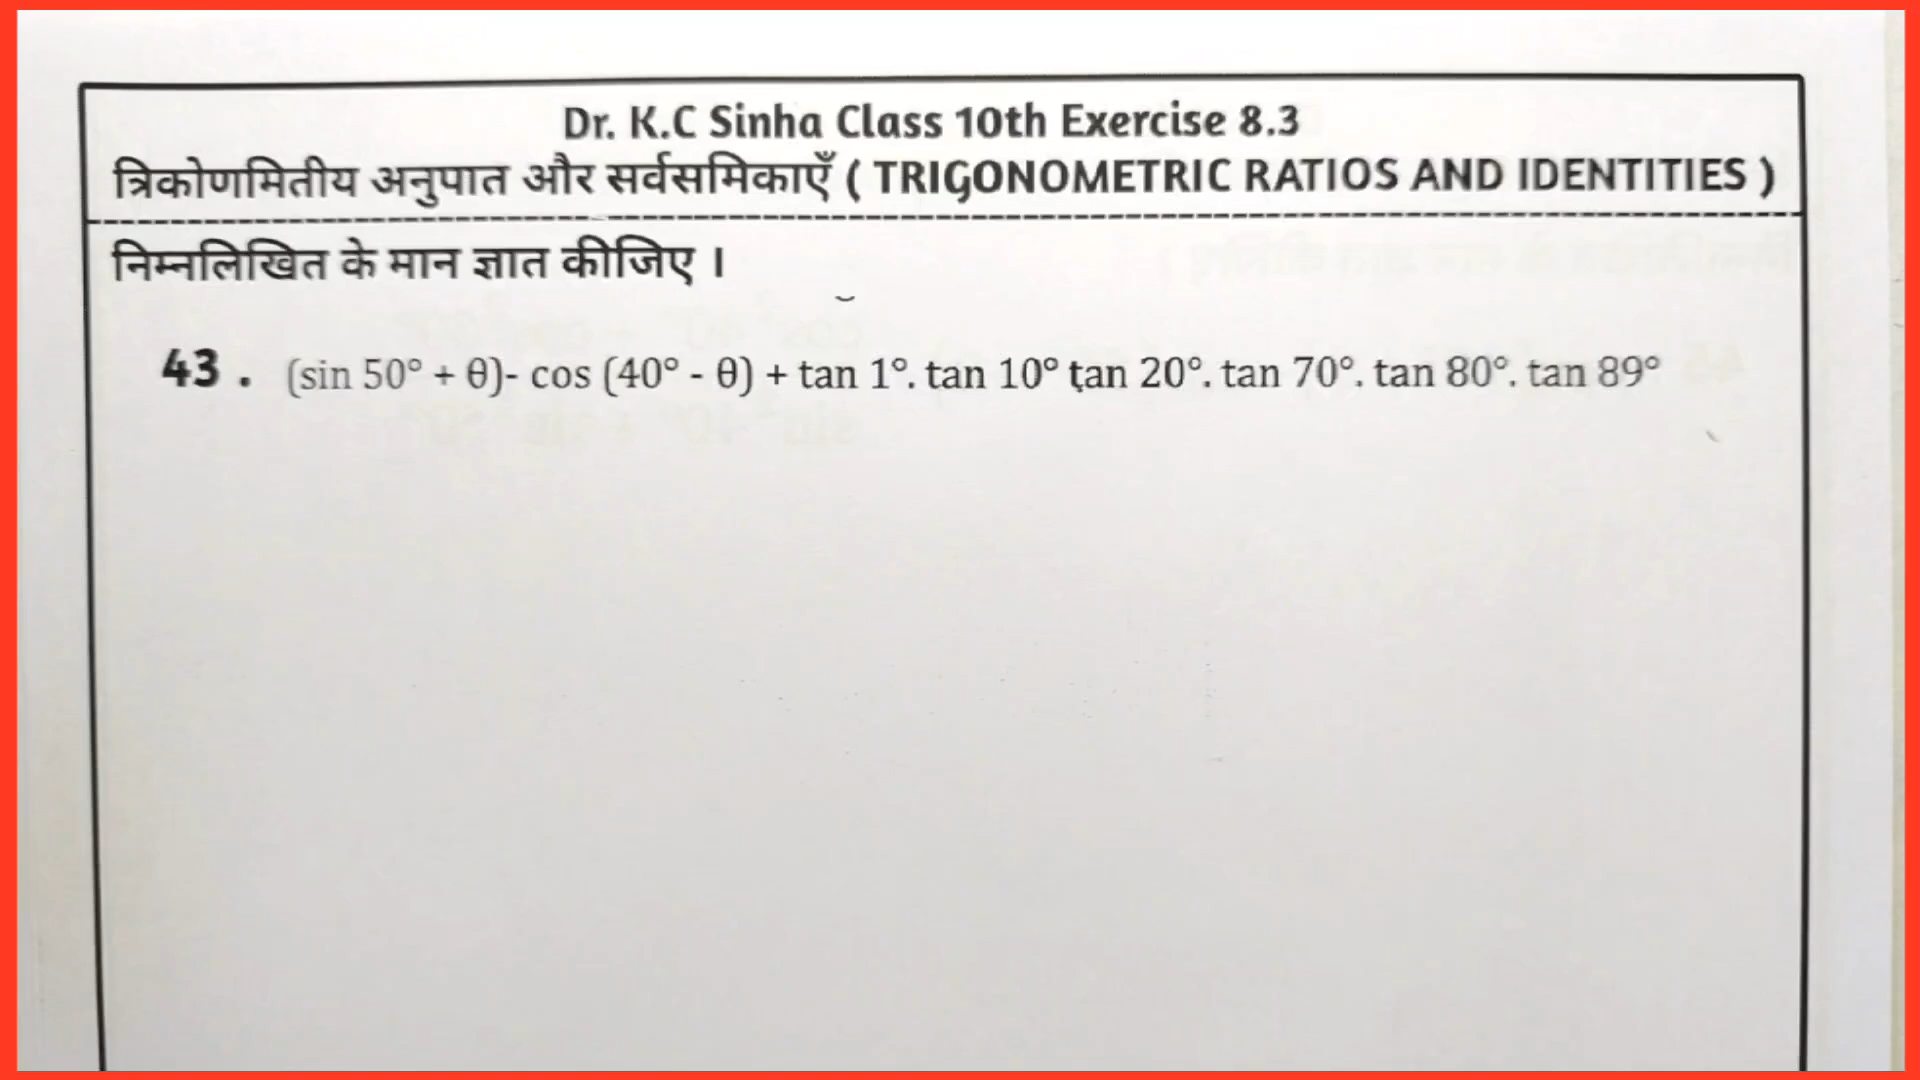 Dr. K.C Sinha Class 10th Exercise 8.3
त्रिकोणमितीय अनुपात और सर्वसमिकाएँ ( TRIGONOMETRIC RATIOS AND IDENTITIES )
निम्नलिखित के मान ज्ञात कीजिए ।
43 . (sin 50° + θ)- cos (40° - θ) + tan 1°. tan 10° tan 20°. tan 70°. tan 80°. tan 89°